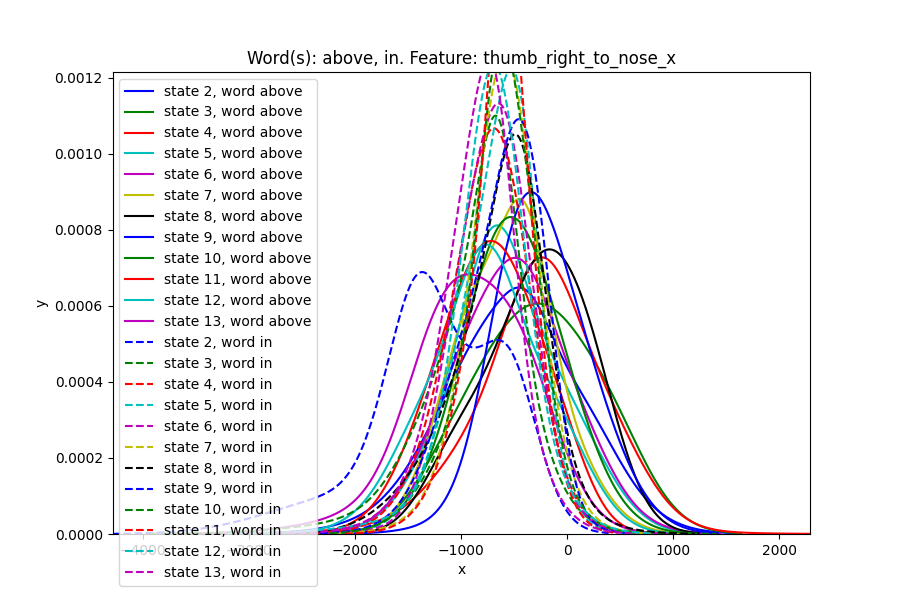 Word(s): above, in. Feature: thumb_right_to_nose_x
0.0012
0.0010
0.0008
0.0006
0.0004
0.0002
0.0000
y
state 2, word above
state 3, word above
state 4, word above
state 5, word above
state 6, word above
state 7, word above
state 8, word above
state 9, word above
state 10, word above
state 11, word above
state 12, word above
state 13, word above
state 2, word in
state 3, word in
state 4, word in
state 5, word in
state 6, word in
state 7, word in
state 8, word in
state 9, word in
state 10, word in
state 11, word in
state 12, word in
state 13, word in
−4000 −3000 −2000 −1000 0 1000 2000
x